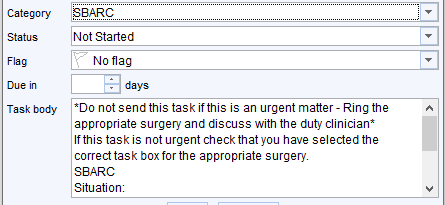 Category SBARC
Status Not Started
Flag No flag
Due in days
Task body *Do not send this task if this is an urgent matter - Ring the
appropriate surgery and discuss with the duty clinician*
If this task is not urgent check that you have selected the
correct task box for the appropriate surgery.
SBARC
Situation: